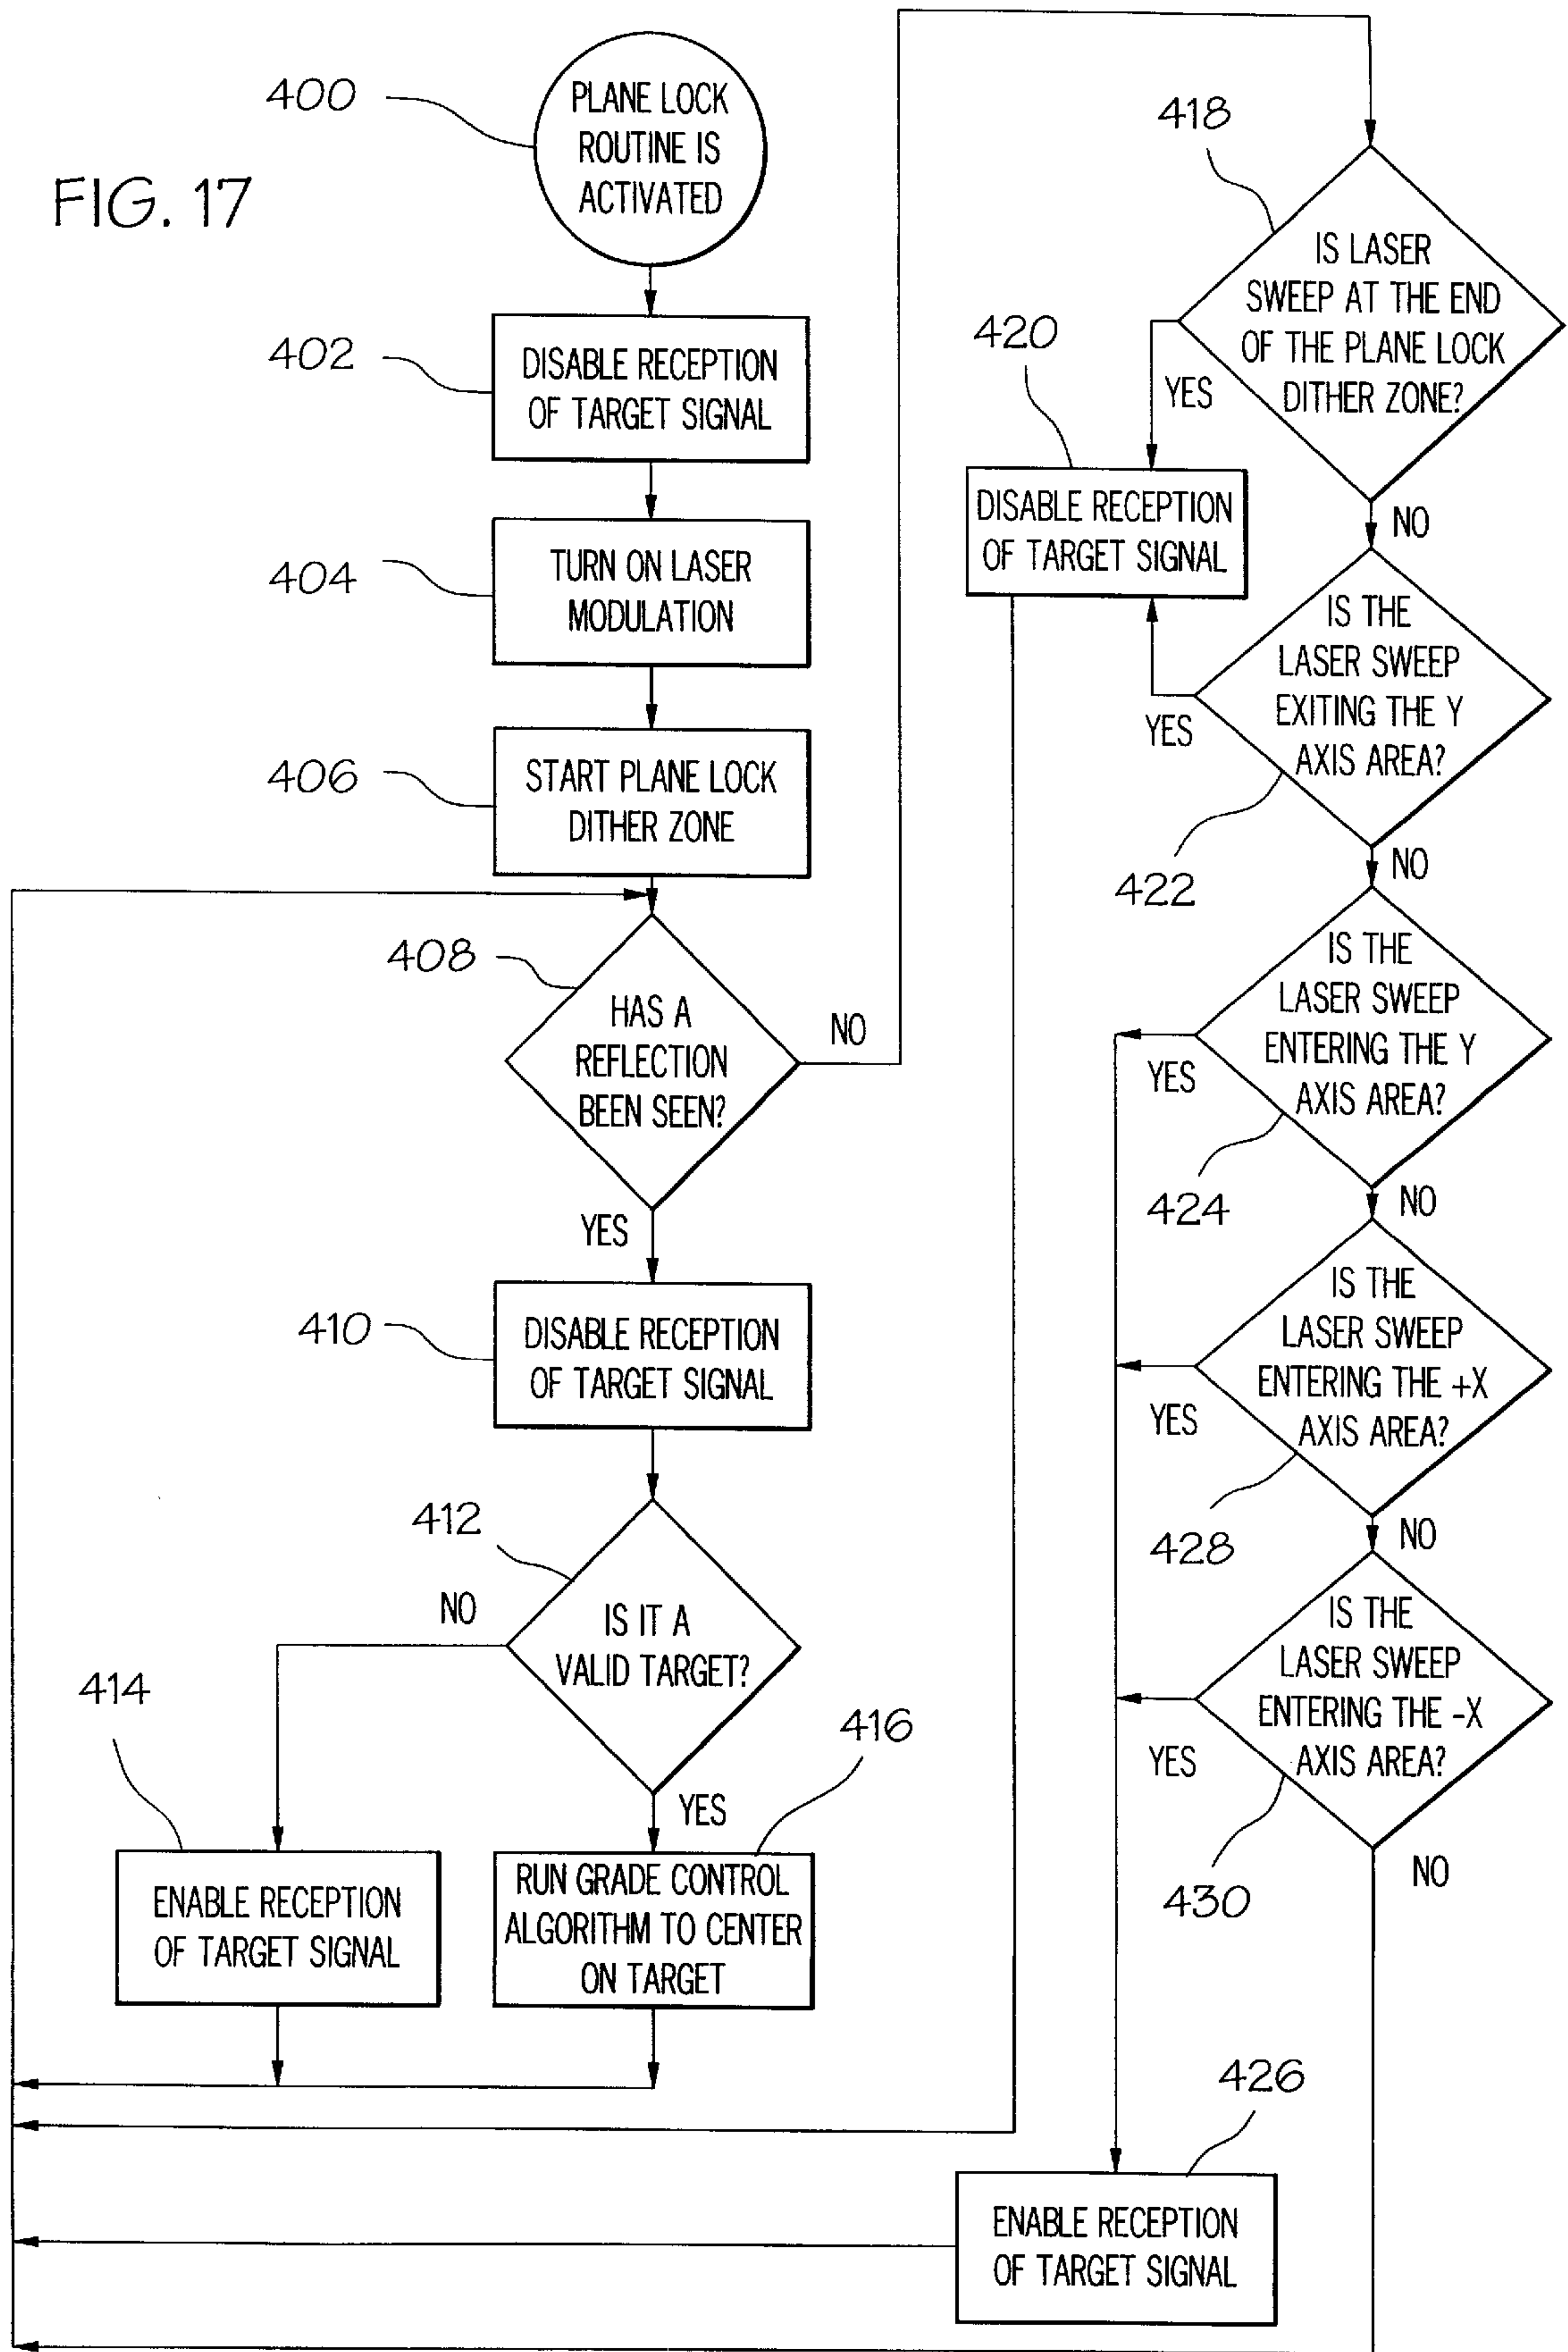 FIG. 17
400
PLANE LOCK
ROUTINE IS
ACTIVATED
402
DISABLE RECEPTION
OF TARGET SIGNAL
404
TURN ON LASER
MODULATION
406
START PLANE LOCK
DITHER ZONE
408
HAS A
REFLECTION
BEEN SEEN?
NO
YES
410
DISABLE RECEPTION
OF TARGET SIGNAL
412
IS IT A
VALID TARGET?
NO
YES
414
ENABLE RECEPTION
OF TARGET SIGNAL
416
RUN GRADE CONTROL
ALGORITHM TO CENTER
ON TARGET
418
IS LASER
SWEEP AT THE END
OF THE PLANE LOCK
DITHER ZONE?
YES
NO
420
DISABLE RECEPTION
OF TARGET SIGNAL
IS THE
LASER SWEEP
EXITING THE Y
AXIS AREA?
YES
NO
422
IS THE
LASER SWEEP
ENTERING THE Y
AXIS AREA?
YES
NO
424
IS THE
LASER SWEEP
ENTERING THE +X
AXIS AREA?
YES
NO
428
IS THE
LASER SWEEP
ENTERING THE -X
AXIS AREA?
YES
NO
430
426
ENABLE RECEPTION
OF TARGET SIGNAL